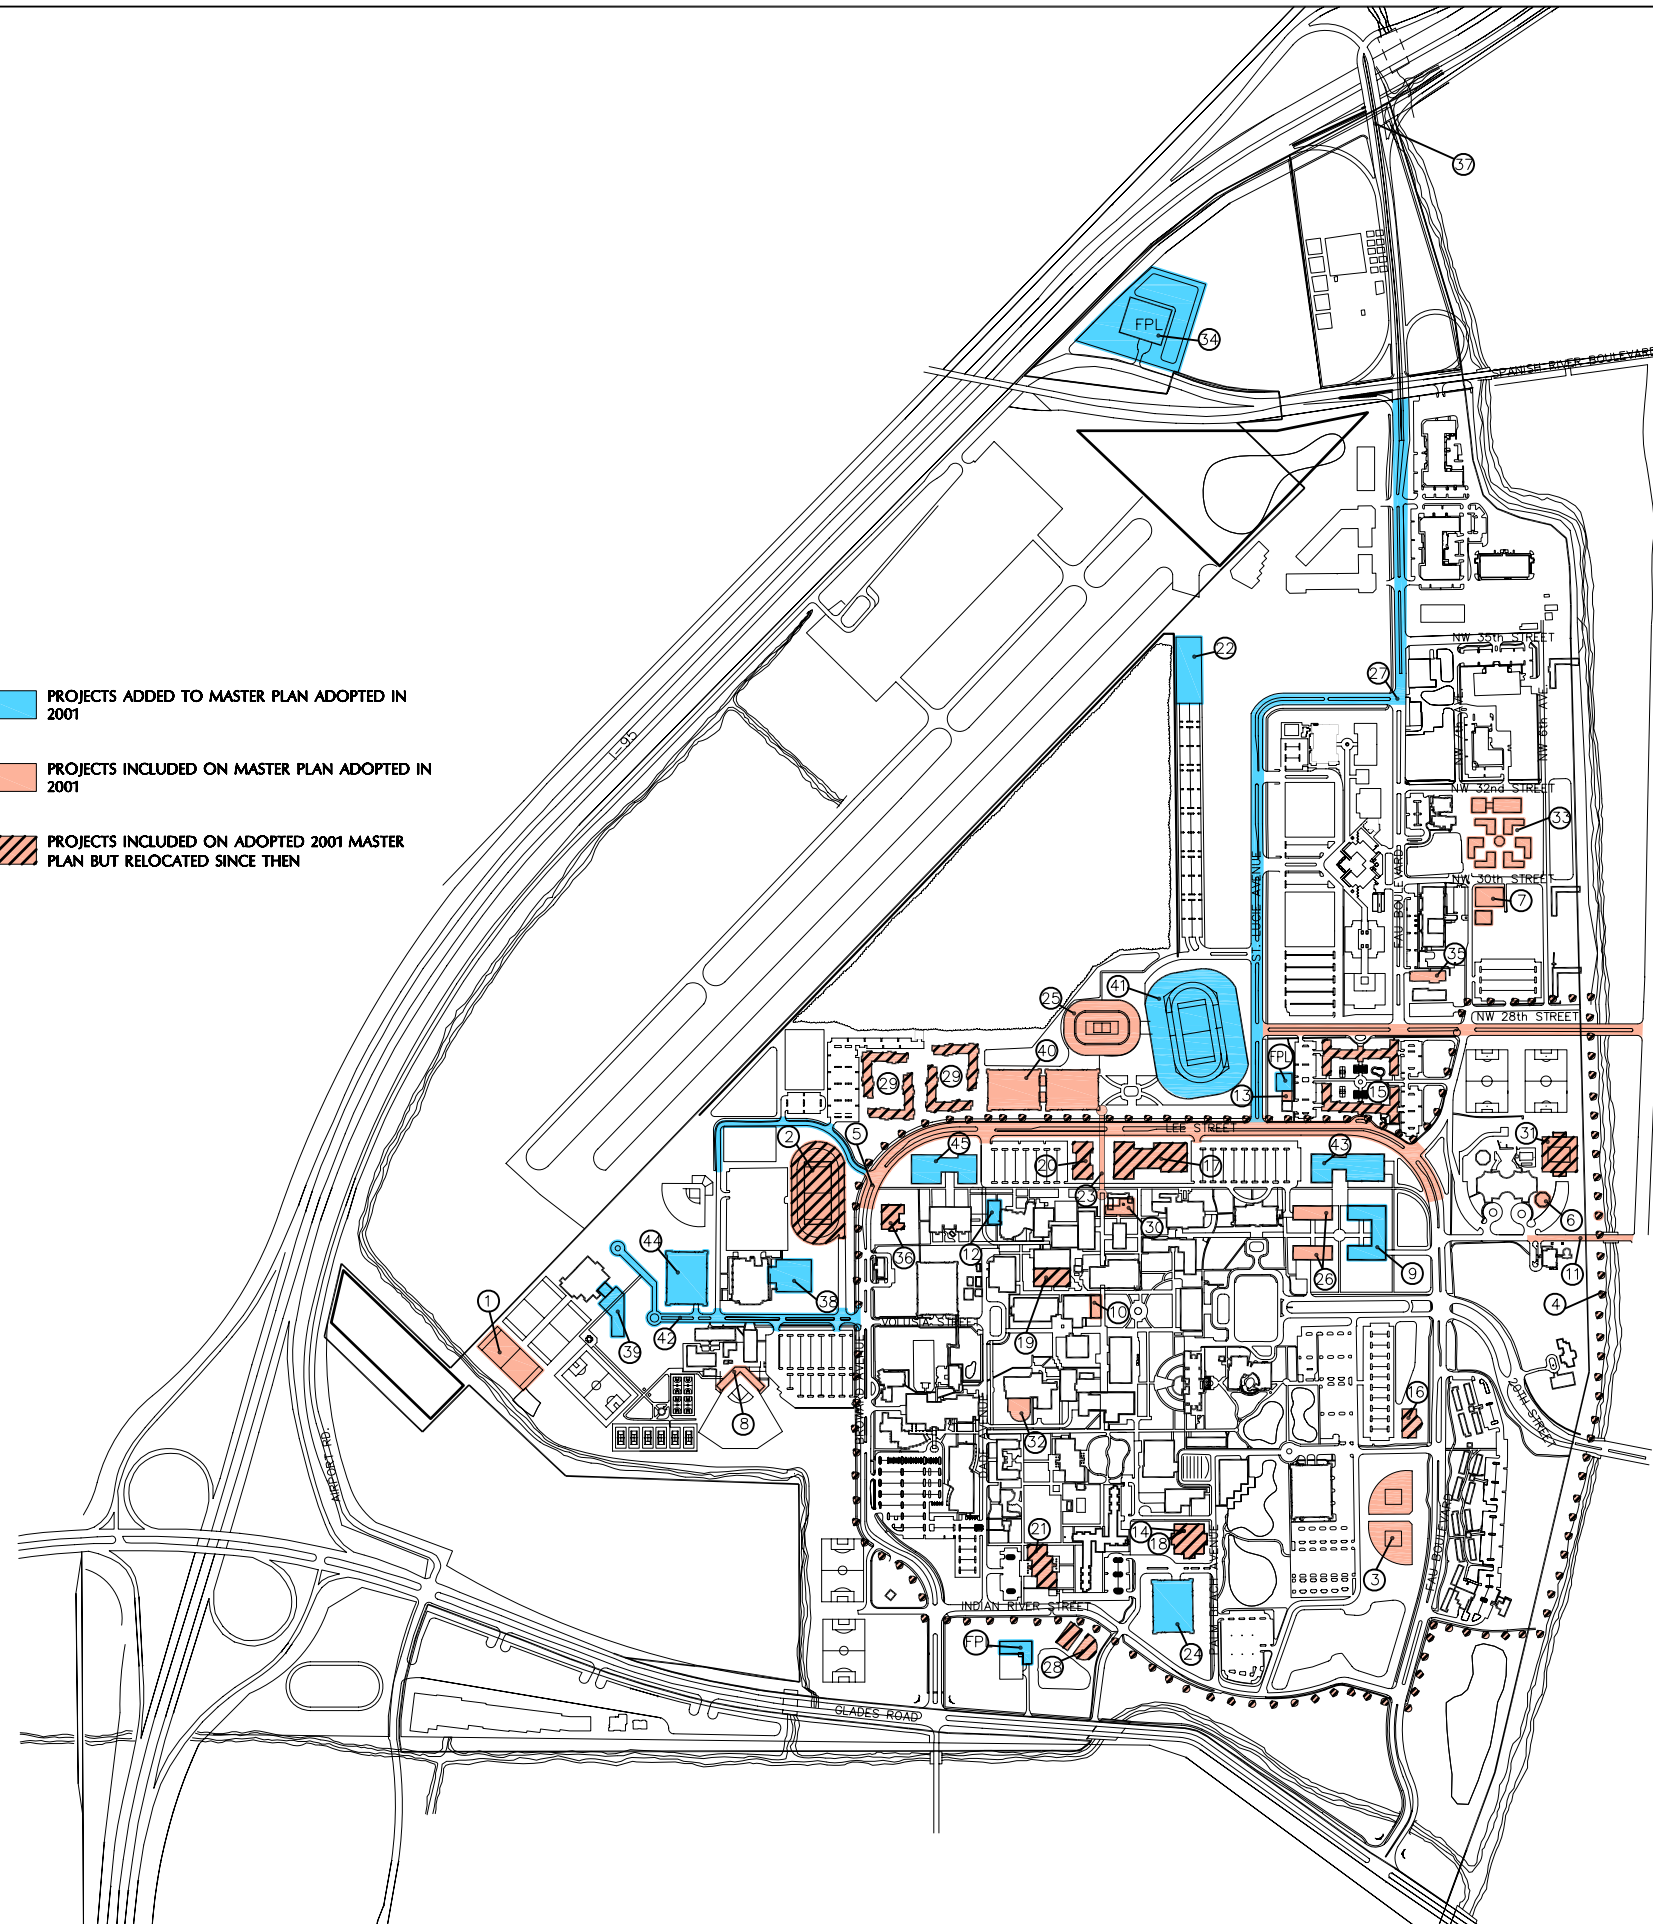 37
FPL
34
SPANISH RIVER BOULEVARD
NW 35th STREET
22
27
PROJECTS ADDED TO MASTER PLAN ADOPTED IN
2001
I-95
NW 4th AVE.
NW 6th AVE.
PROJECTS INCLUDED ON MASTER PLAN ADOPTED IN
2001
NW 32nd STREET
33
PROJECTS INCLUDED ON ADOPTED 2001 MASTER
PLAN BUT RELOCATED SINCE THEN
NW 30th STREET
7
ST. LUCIE AVENUE
FAU BOULEVARD
35
41
25
NW 28th STREET
40
FPL
29
29
13
15
LEE STREET
2
5
45
20
17
43
31
23
30
36
12
6
44
26
9
11
38
4
1
10
42
39
19
VOLUSIA STREET
BROWARD AVENUE
8
32
16
20TH STREET
AIRPORT RD.
21
14
18
3
PALM BEACH AVENUE
FAU BOULEVARD
INDIAN RIVER STREET
FP
28
24
GLADES ROAD